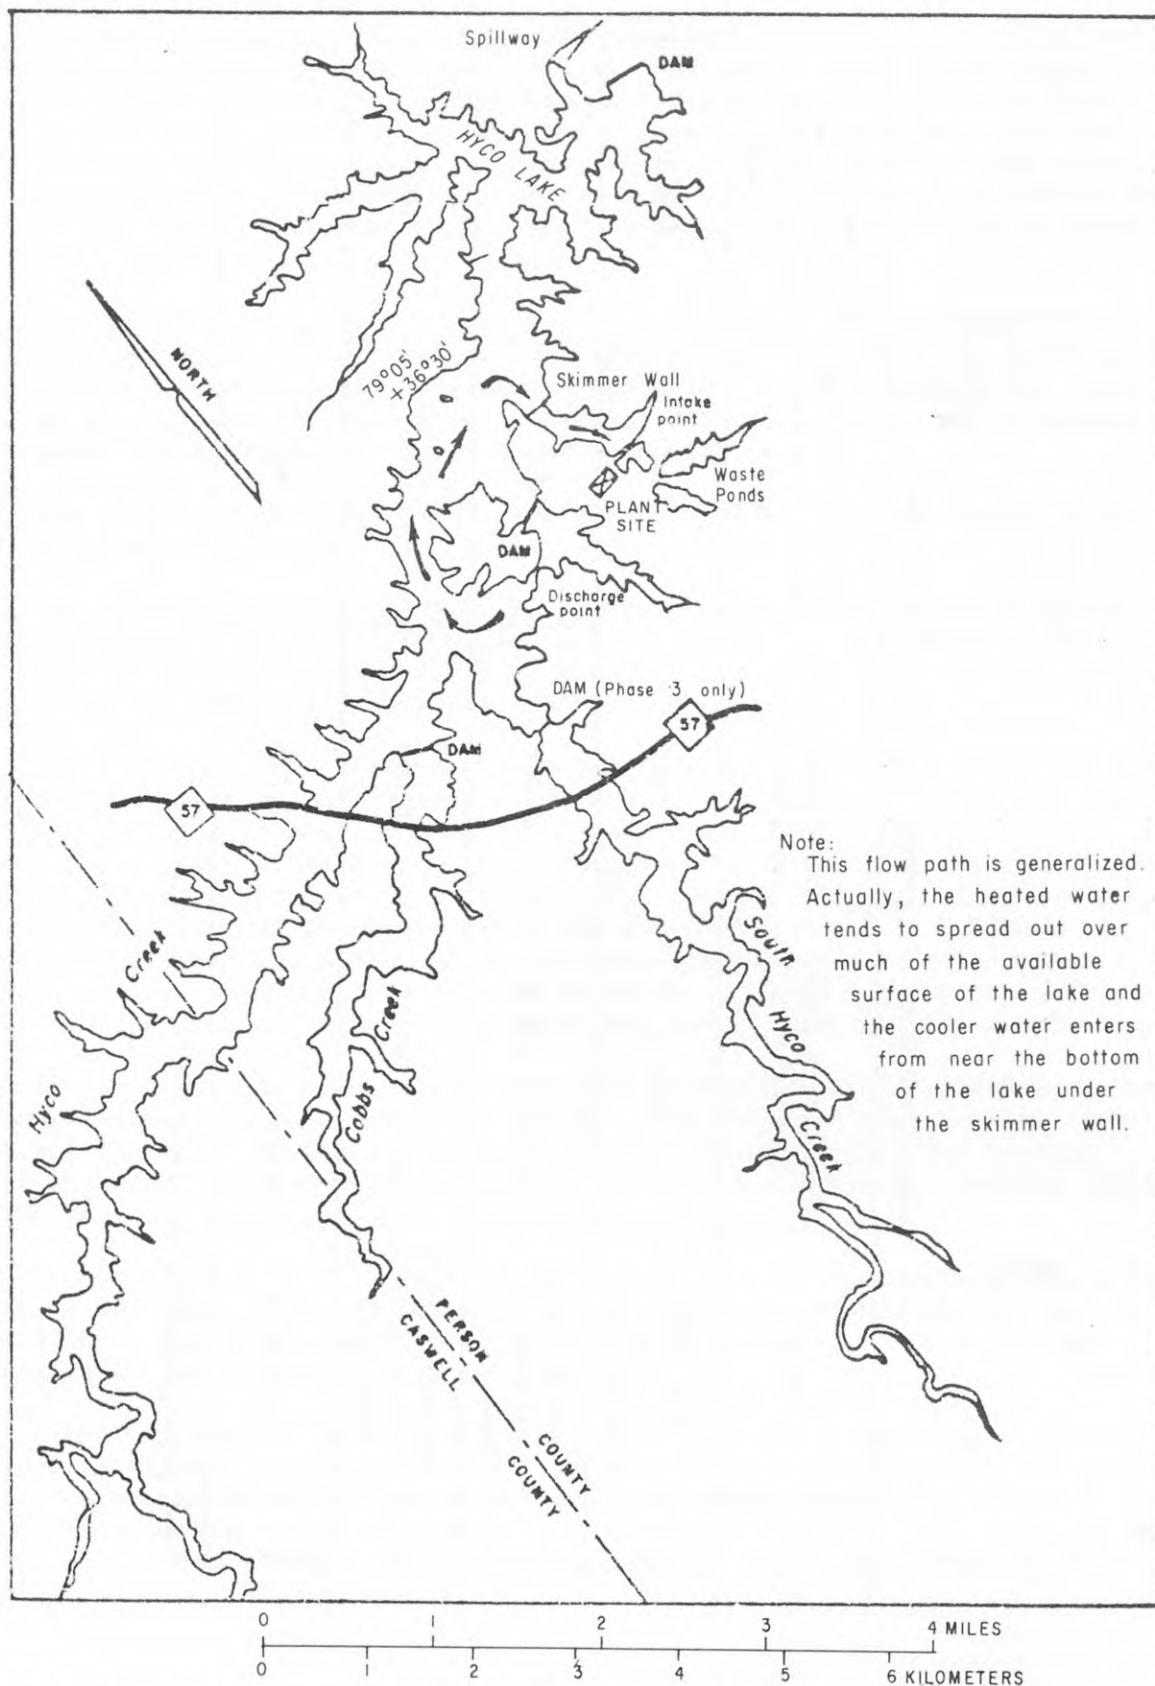 Spillway
DAM
HYCO LAKE
NORTH
79°05'
+36°30'
Skimmer Wall
Intake
point
Waste
Ponds
PLANT
SITE
DAM
Discharge
point
DAM (Phase 3 only)
57
DAM
57
Note:
This flow path is generalized.
Actually, the heated water
tends to spread out over
much of the available
surface of the lake and
the cooler water enters
from near the bottom
of the lake under
the skimmer wall.
South Hyco Creek
Hyco Creek
Cobbs Creek
PERSON COUNTY
CASWELL COUNTY
0 1 2 3 4 MILES
0 1 2 3 4 5 6 KILOMETERS